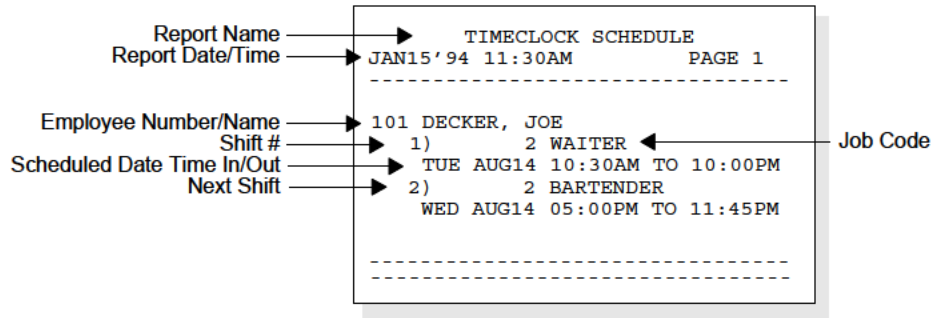 Report Name
TIMECLOCK SCHEDULE
Report Date/Time
JAN15'94 11:30AM PAGE 1
---------------------------------
Employee Number/Name
101 DECKER, JOE
Shift #
1) 2 WAITER
Job Code
Scheduled Date Time In/Out
TUE AUG14 10:30AM TO 10:00PM
Next Shift
2) 2 BARTENDER
WED AUG14 05:00PM TO 11:45PM
---------------------------------
---------------------------------